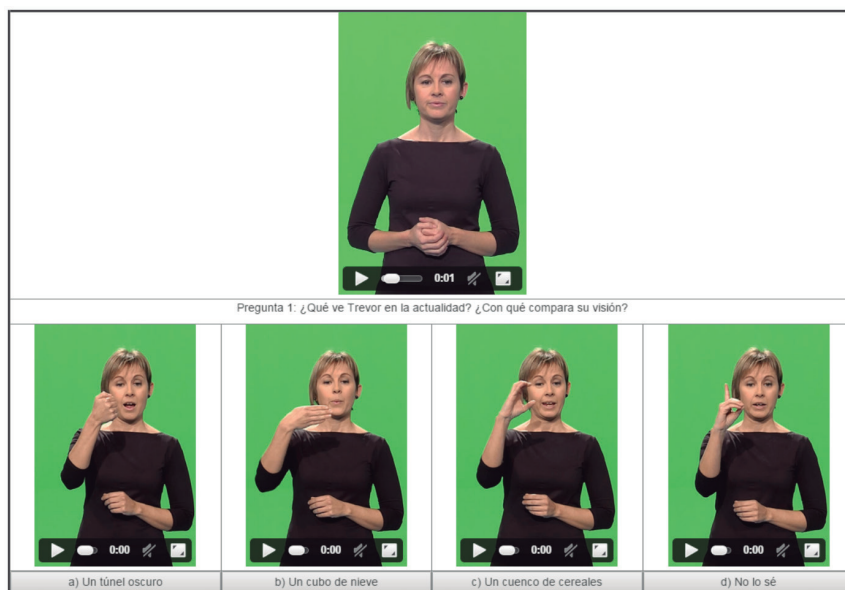 0:01
Pregunta 1: ¿Qué ve Trevor en la actualidad? ¿Con qué compara su visión?
0:00
0:00
0:00
0:00
a) Un túnel oscuro
b) Un cubo de nieve
c) Un cuenco de cereales
d) No lo sé